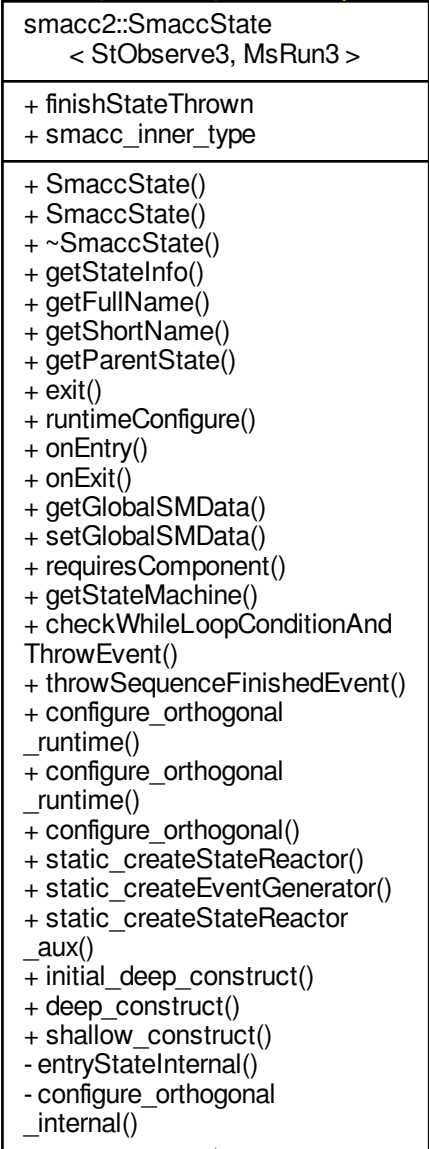 smacc2::SmaccState
< StObserve3, MsRun3 >
+ finishStateThrown
+ smacc_inner_type
+ SmaccState()
+ SmaccState()
+ ~SmaccState()
+ getStateInfo()
+ getFullName()
+ getShortName()
+ getParentState()
+ exit()
+ runtimeConfigure()
+ onEntry()
+ onExit()
+ getGlobalSMData()
+ setGlobalSMData()
+ requiresComponent()
+ getStateMachine()
+ checkWhileLoopConditionAnd
ThrowEvent()
+ throwSequenceFinishedEvent()
+ configure_orthogonal
_runtime()
+ configure_orthogonal
_runtime()
+ configure_orthogonal()
+ static_createStateReactor()
+ static_createEventGenerator()
+ static_createStateReactor
_aux()
+ initial_deep_construct()
+ deep_construct()
+ shallow_construct()
- entryStateInternal()
- configure_orthogonal
_internal()